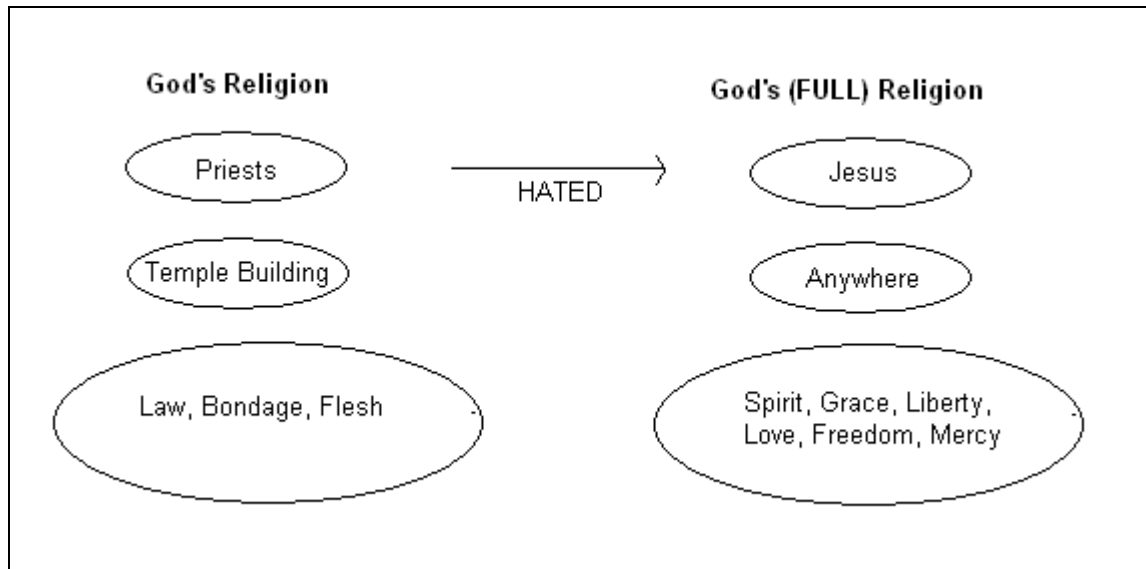 God's Religion
Priests
Temple Building
Law, Bondage, Flesh
HATED
God's (FULL) Religion
Jesus
Anywhere
Spirit, Grace, Liberty,
Love, Freedom, Mercy